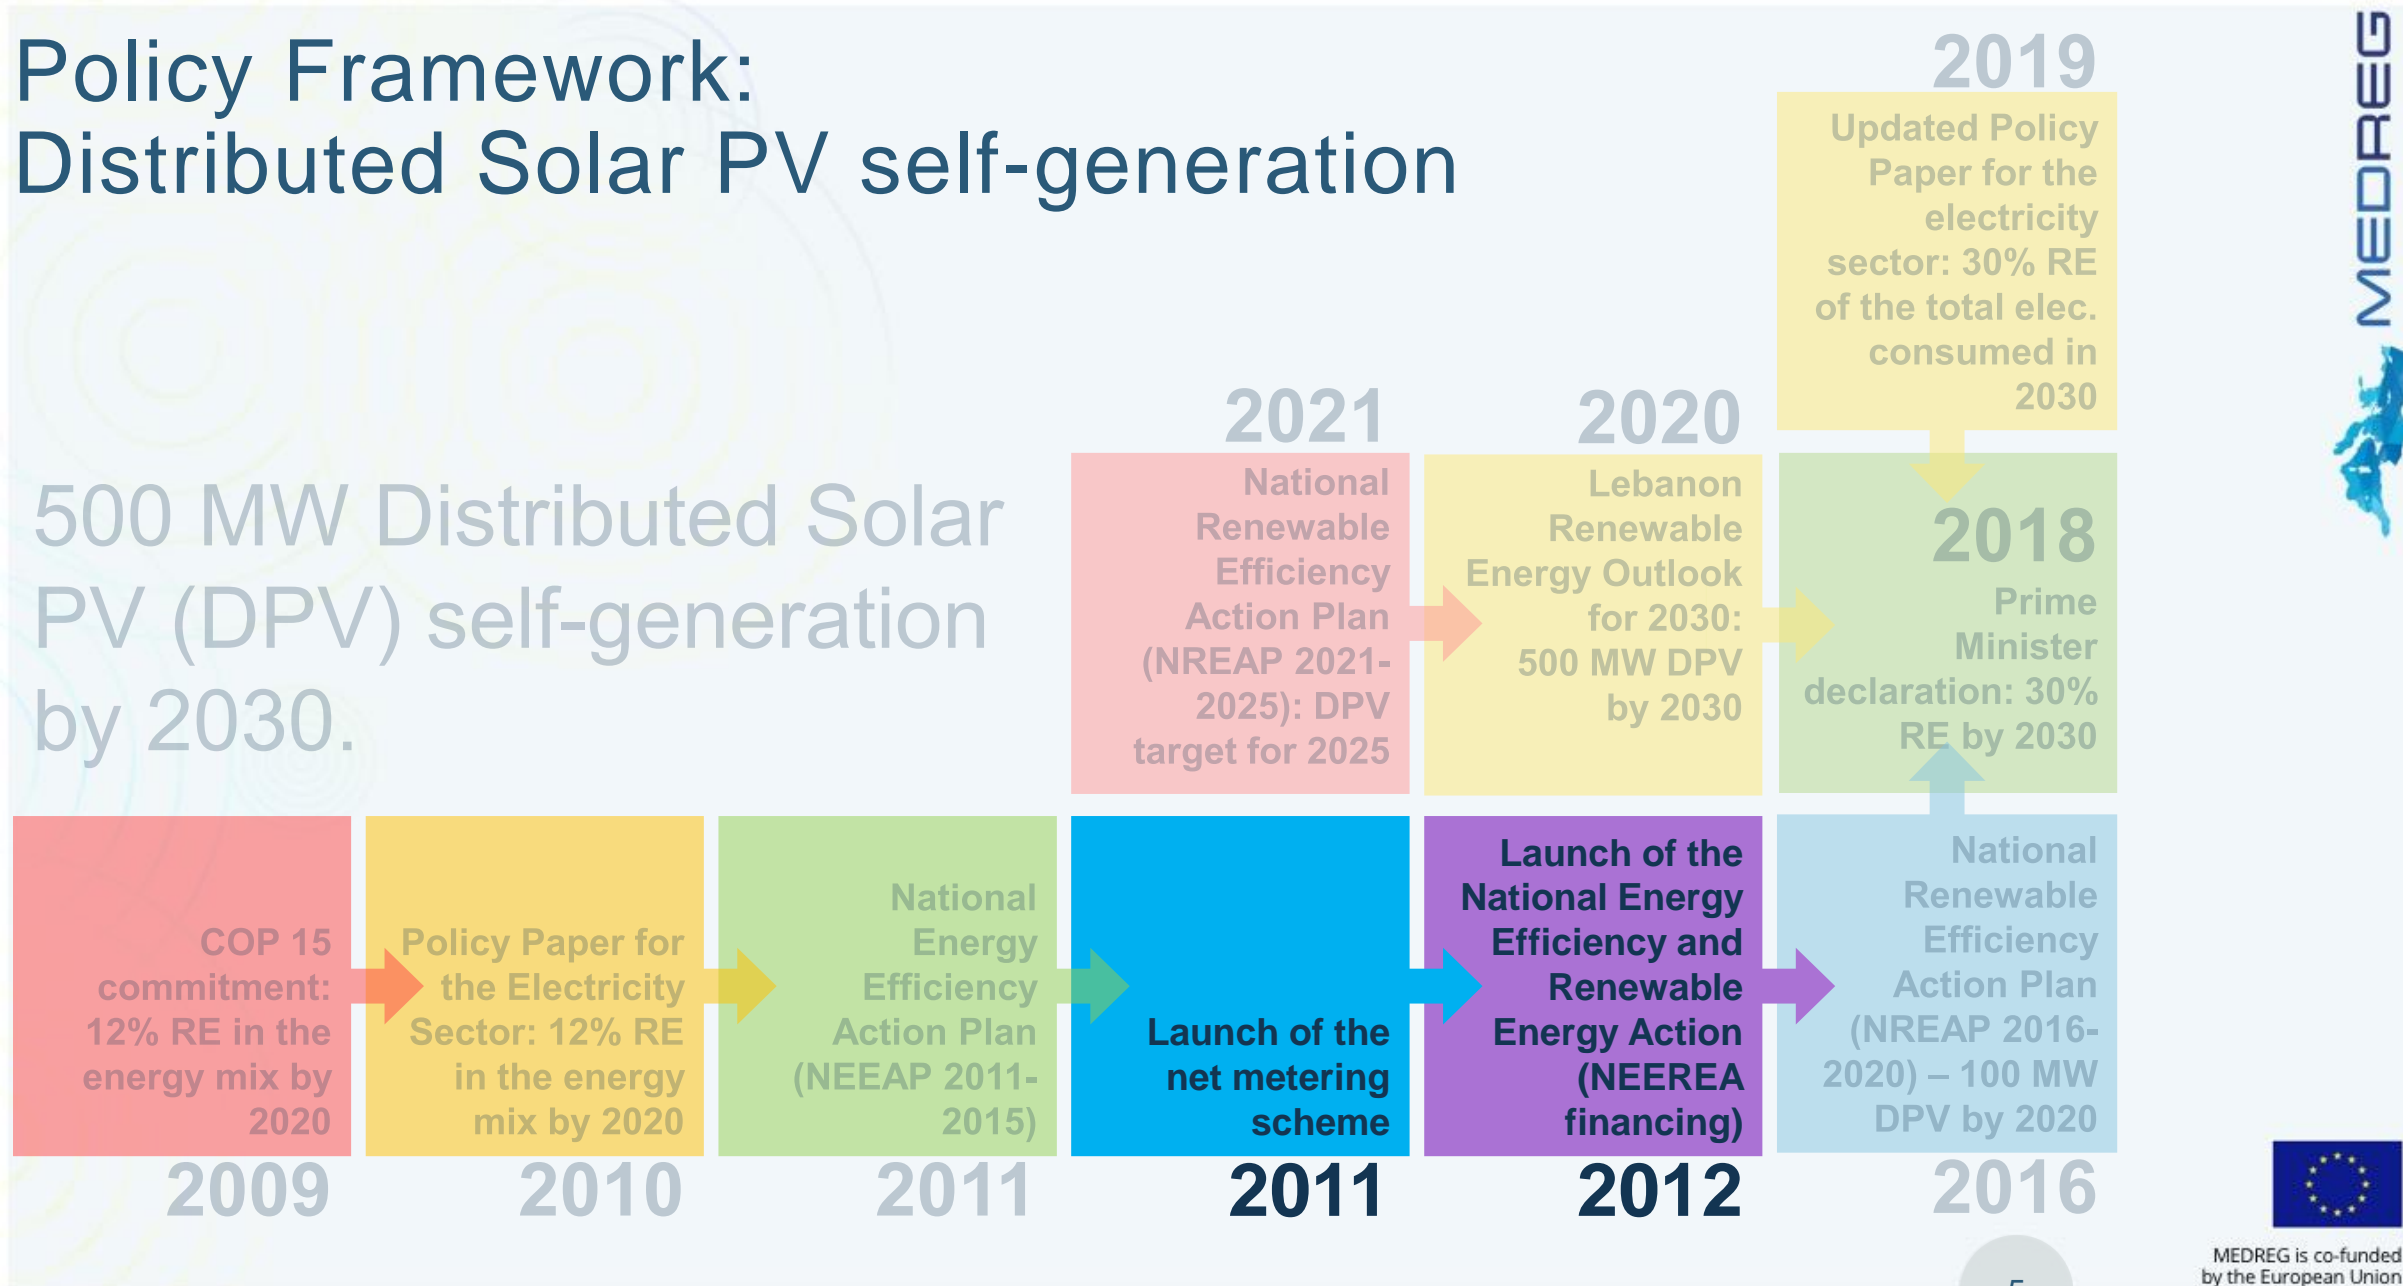 Policy Framework:
Distributed Solar PV self-generation
2019
Updated Policy
Paper for the
electricity
sector: 30% RE
of the total elec.
consumed in
2030
2021
National
Renewable
Efficiency
Action Plan
(NREAP 2021-
2025): DPV
target for 2025
2020
Lebanon
Renewable
Energy Outlook
for 2030:
500 MW DPV
by 2030
2018
Prime
Minister
declaration: 30%
RE by 2030
500 MW Distributed Solar
PV (DPV) self-generation
by 2030.
COP 15
commitment:
12% RE in the
energy mix by
2020
2009
Policy Paper for
the Electricity
Sector: 12% RE
in the energy
mix by 2020
2010
National
Energy
Efficiency
Action Plan
(NEEAP 2011-
2015)
2011
Launch of the
net metering
scheme
2011
Launch of the
National Energy
Efficiency and
Renewable
Energy Action
(NEEREA
financing)
2012
National
Renewable
Efficiency
Action Plan
(NREAP 2016-
2020) – 100 MW
DPV by 2020
2016
MEDREG
MEDREG is co-funded
by the European Union
5